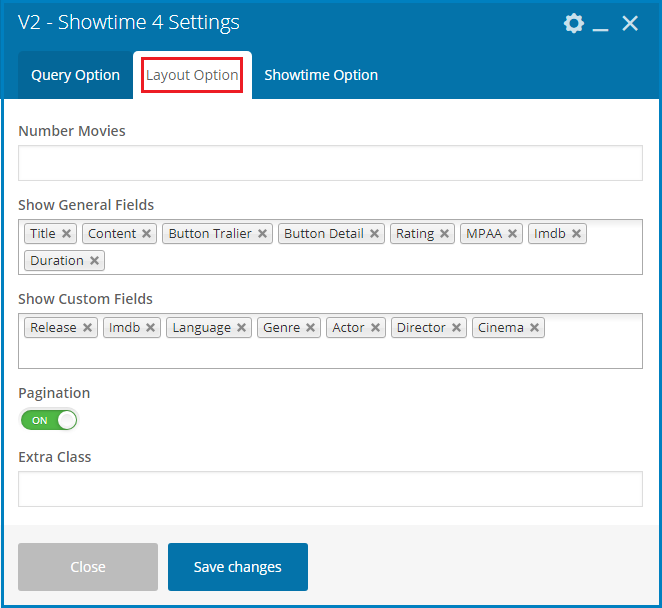 V2 - Showtime 4 Settings
Query Option Layout Option Showtime Option
Number Movies
Show General Fields
Title Content Button Tralier Button Detail Rating MPAA Imdb
Duration
Show Custom Fields
Release Imdb Language Genre Actor Director Cinema
Pagination
ON
Extra Class
Close Save changes